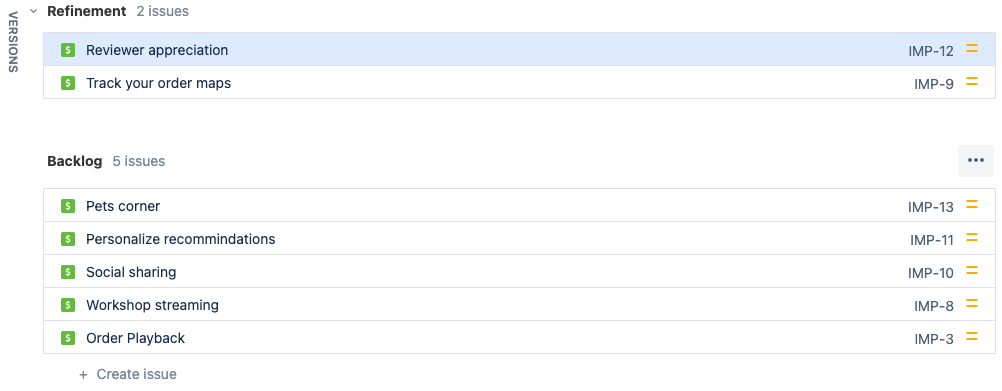 VERSIONS
Refinement 2 issues
$ Reviewer appreciation IMP-12
$ Track your order maps IMP-9
Backlog 5 issues
$ Pets corner IMP-13
$ Personalize recommindations IMP-11
$ Social sharing IMP-10
$ Workshop streaming IMP-8
$ Order Playback IMP-3
+ Create issue